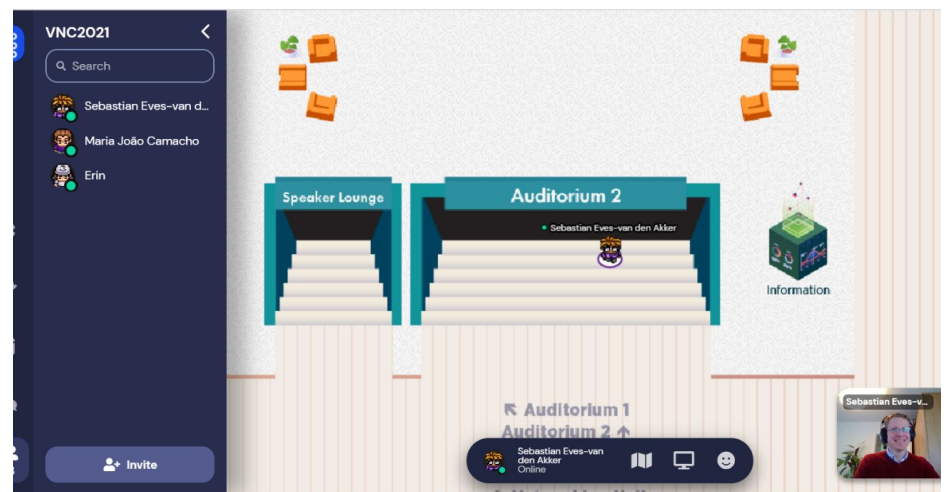 VNC2021
Search
Sebastian Eves-van d...
Maria João Camacho
Erin
Invite
Speaker Lounge
Auditorium 2
Sebastian Eves-van den Akker
Information
↖ Auditorium 1
Auditorium 2 ↑
Sebastian Eves-van
den Akker
Online
Sebastian Eves-v...